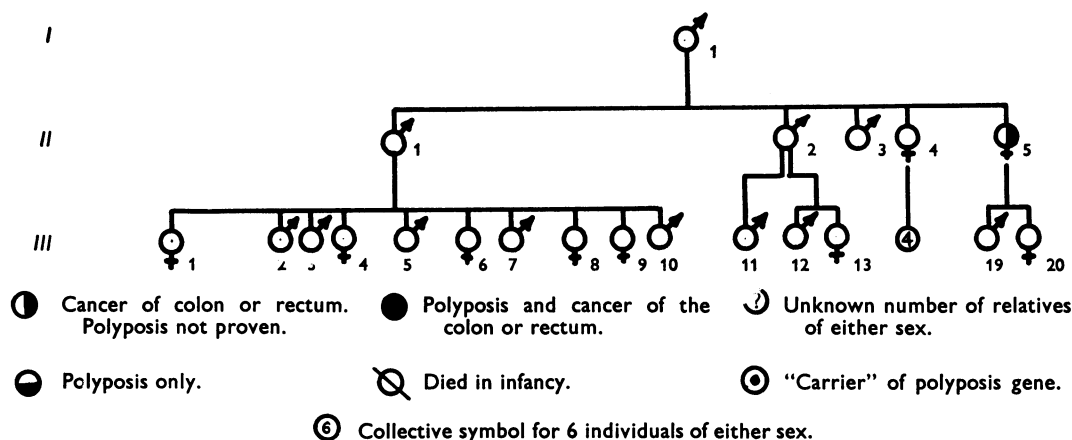 I
1
II
1 2 3 4 5
III
1 2 3 4 5 6 7 8 9 10 11 12 13 4 19 20
Cancer of colon or rectum. Polyposis and cancer of the ? Unknown number of relatives
Polyposis not proven. colon or rectum. of either sex.
Polyposis only. Died in infancy. "Carrier" of polyposis gene.
6 Collective symbol for 6 individuals of either sex.